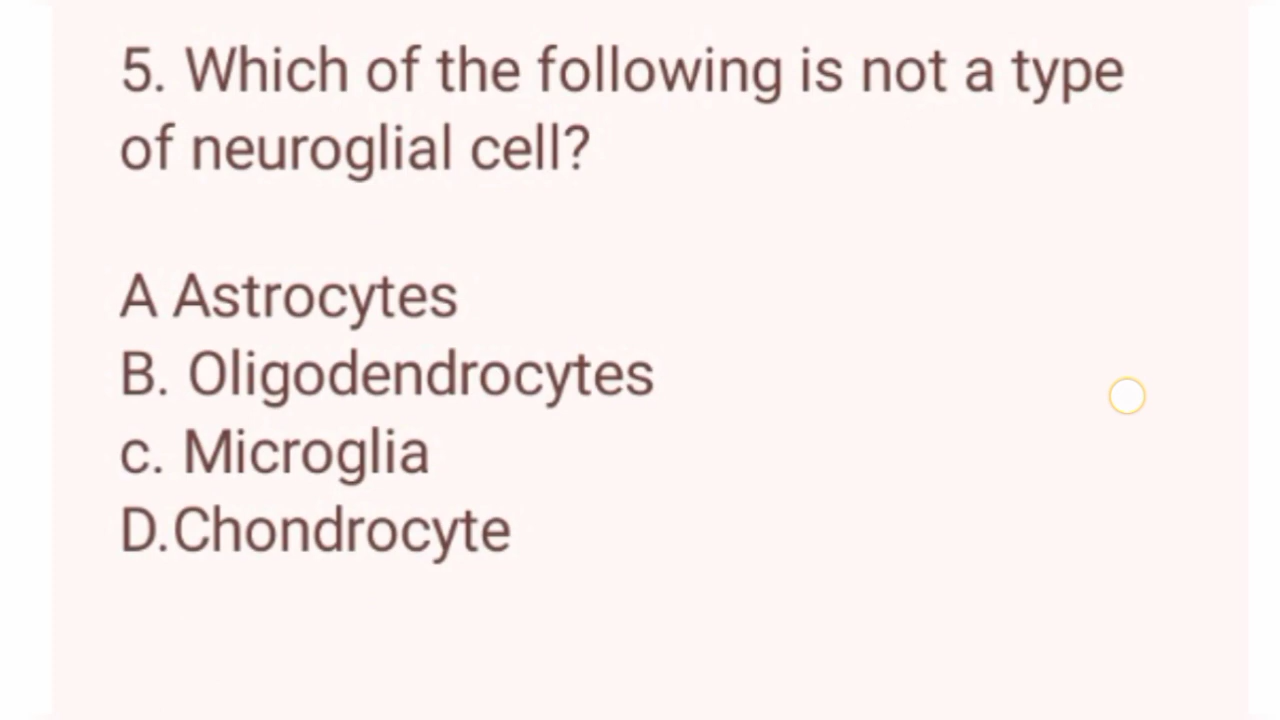 5. Which of the following is not a type
of neuroglial cell?
A Astrocytes
B. Oligodendrocytes
c. Microglia
D.Chondrocyte